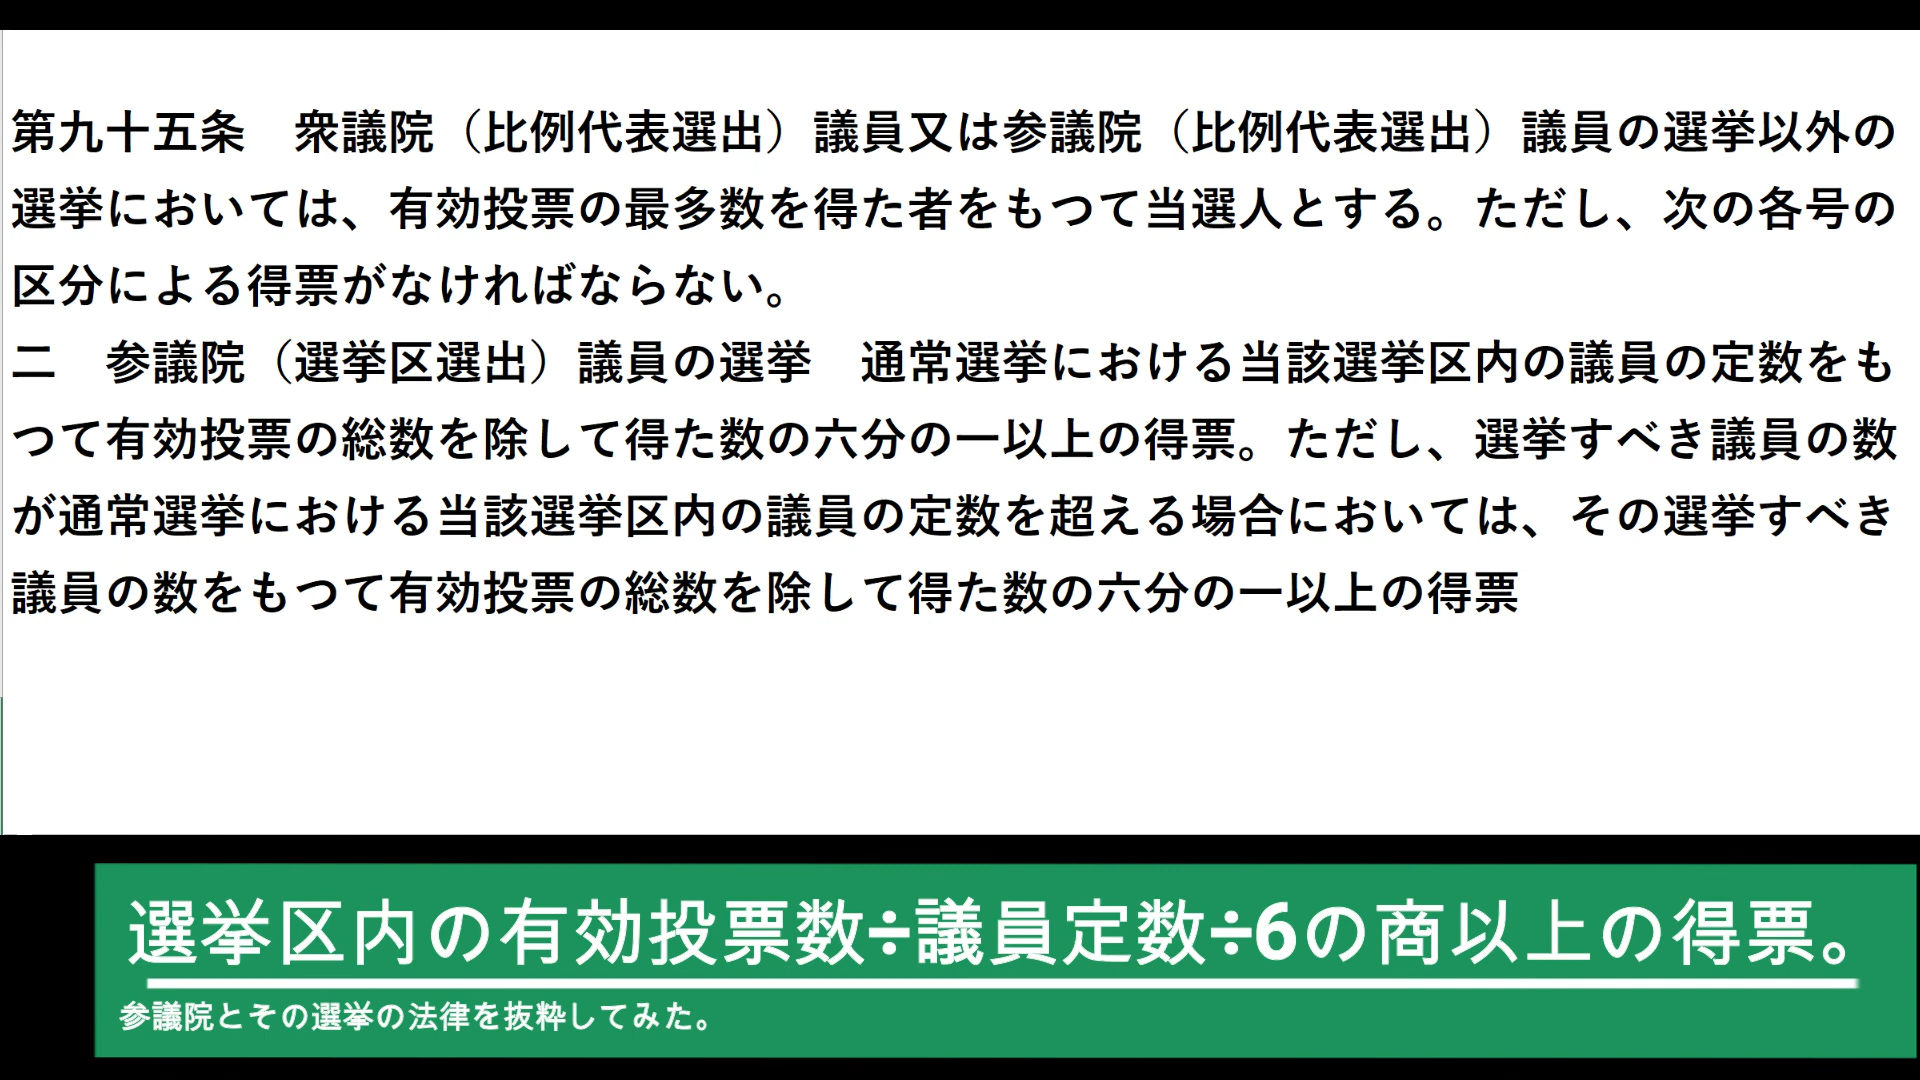 第九十五条　衆議院（比例代表選出）議員又は参議院（比例代表選出）議員の選挙以外の
選挙においては、有効投票の最多数を得た者をもつて当選人とする。ただし、次の各号の
区分による得票がなければならない。
二　参議院（選挙区選出）議員の選挙　通常選挙における当該選挙区内の議員の定数をも
つて有効投票の総数を除して得た数の六分の一以上の得票。ただし、選挙すべき議員の数
が通常選挙における当該選挙区内の議員の定数を超える場合においては、その選挙すべき
議員の数をもつて有効投票の総数を除して得た数の六分の一以上の得票
選挙区内の有効投票数÷議員定数÷6の商以上の得票。
参議院とその選挙の法律を抜粋してみた。